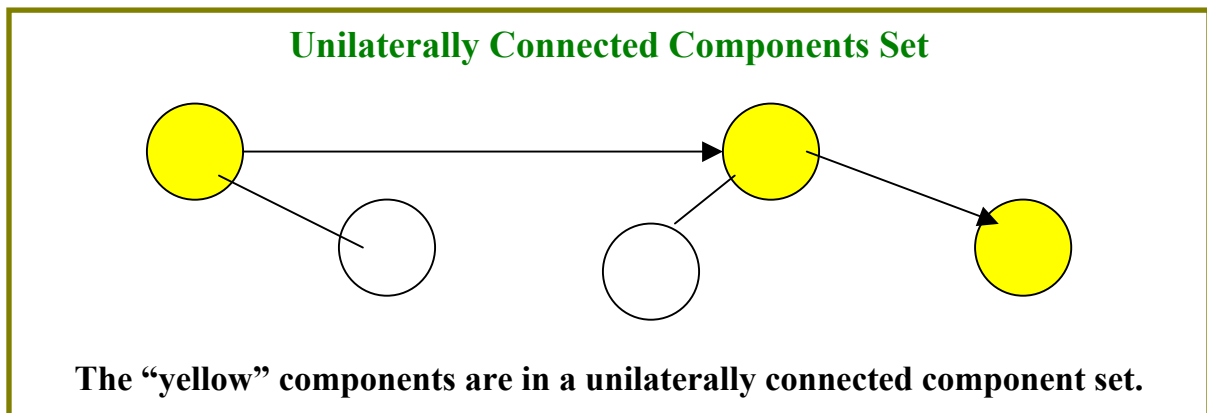 Unilaterally Connected Components Set
The “yellow” components are in a unilaterally connected component set.